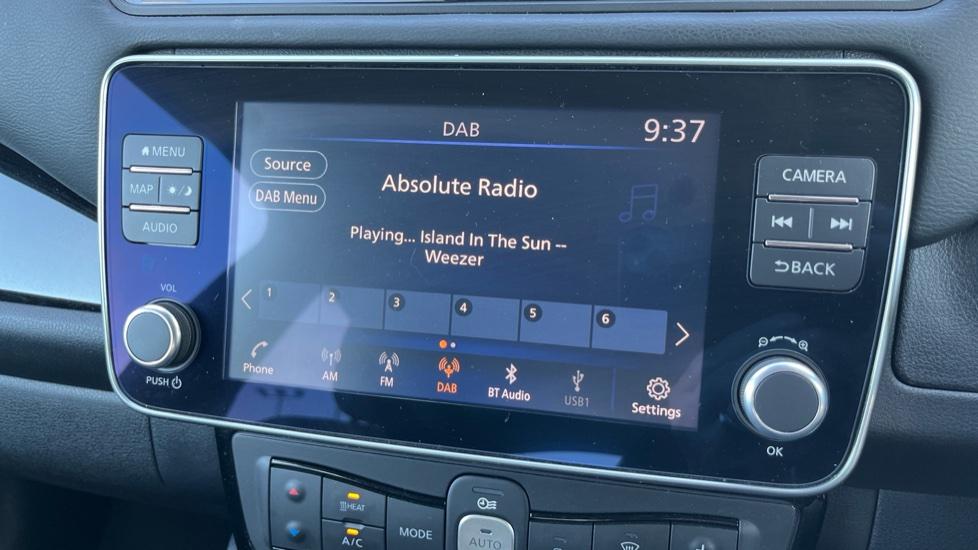 DAB
9:37
MENU
MAP
AUDIO
Source
DAB Menu
Absolute Radio
Playing... Island In The Sun --
Weezer
CAMERA
BACK
VOL
PUSH
1
2
3
4
5
6
Phone
AM
FM
DAB
BT Audio
USB1
Settings
OK
HEAT
A/C
MODE
AUTO